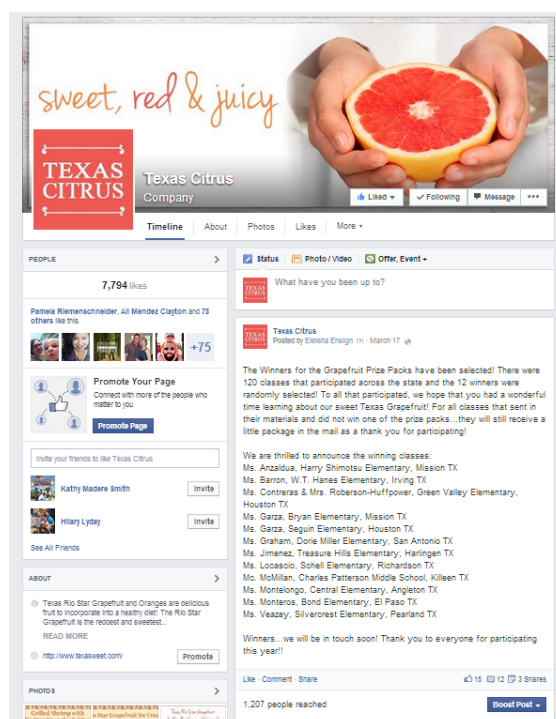 sweet, red & juicy
TEXAS
CITRUS
Texas Citrus
Company
Liked
Following
Message
Timeline
About
Photos
Likes
More
PEOPLE
7,794 likes
Pamela Riemenschneider, Ali Mendez Clayton and 78
others like this.
+75
Promote Your Page
Connect with more of the people who
matter to you
Promote Page
Invite your friends to like Texas Citrus
Kathy Madere Smith
Invite
Hilary Lyday
Invite
See All Friends
ABOUT
Texas Rio Star Grapefruit and Oranges are delicious
fruit to incorporate into a healthy diet! The Rio Star
Grapefruit is the reddest and sweetest...
READ MORE
http://www.texasweet.com/
Promote
PHOTOS
Grilled Shrimp with
Status
Photo / Video
Offer, Event +
TEXAS
CITRUS
What have you been up to?
TEXAS
CITRUS
Texas Citrus
Posted by Eleisha Ensign [?] · March 17
The Winners for the Grapefruit Prize Packs have been selected! There were
120 classes that participated across the state and the 12 winners were
randomly selected! To all that participated, we hope that you had a wonderful
time learning about our sweet Texas Grapefruit! For all classes that sent in
their materials and did not win one of the prize packs...they will still receive a
little package in the mail as a thank you for participating!
We are thrilled to announce the winning classes:
Ms. Anzaldua, Harry Shimotsu Elementary, Mission TX
Ms. Barron, W.T. Hanes Elementary, Irving TX
Ms. Contreras & Mrs. Roberson-Huffpower, Green Valley Elementary,
Houston TX
Ms. Garza, Bryan Elementary, Mission TX
Ms. Garza, Seguin Elementary, Houston TX
Ms. Graham, Dorie Miller Elementary, San Antonio TX
Ms. Jimenez, Treasure Hills Elementary, Harlingen TX
Ms. Locascio, Schell Elementary, Richardson TX
Mc. McMillan, Charles Patterson Middle School, Killeen TX
Ms. Montelongo, Central Elementary, Angleton TX
Ms. Monteros, Bond Elementary, El Paso TX
Ms. Veazey, Silvercrest Elementary, Pearland TX
Winners...we will be in touch soon! Thank you to everyone for participating
this year!!
Like · Comment · Share
15
12
3 Shares
1,207 people reached
Boost Post